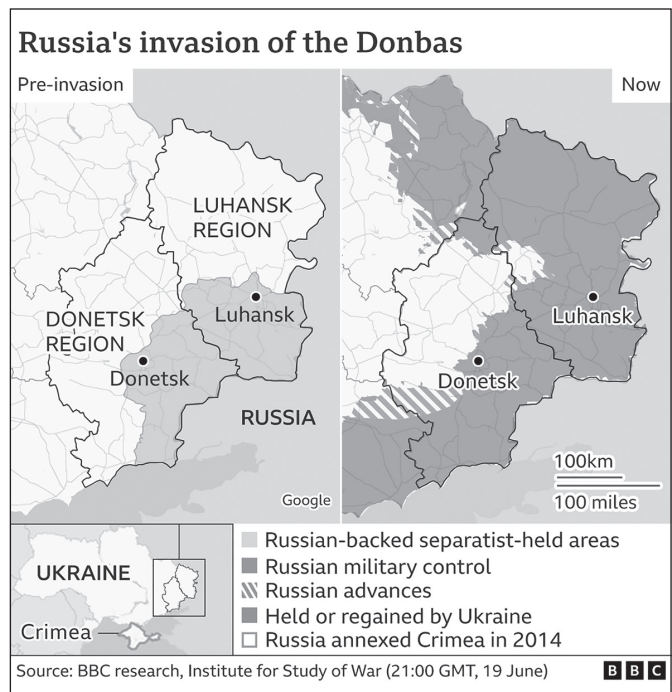 Russia's invasion of the Donbas
Pre-invasion
Now
LUHANSK
REGION
DONETSK
REGION
Luhansk
Donetsk
RUSSIA
Google
Luhansk
Donetsk
100km
100 miles
UKRAINE
Crimea
Russian-backed separatist-held areas
Russian military control
Russian advances
Held or regained by Ukraine
Russia annexed Crimea in 2014
Source: BBC research, Institute for Study of War (21:00 GMT, 19 June)
BBC